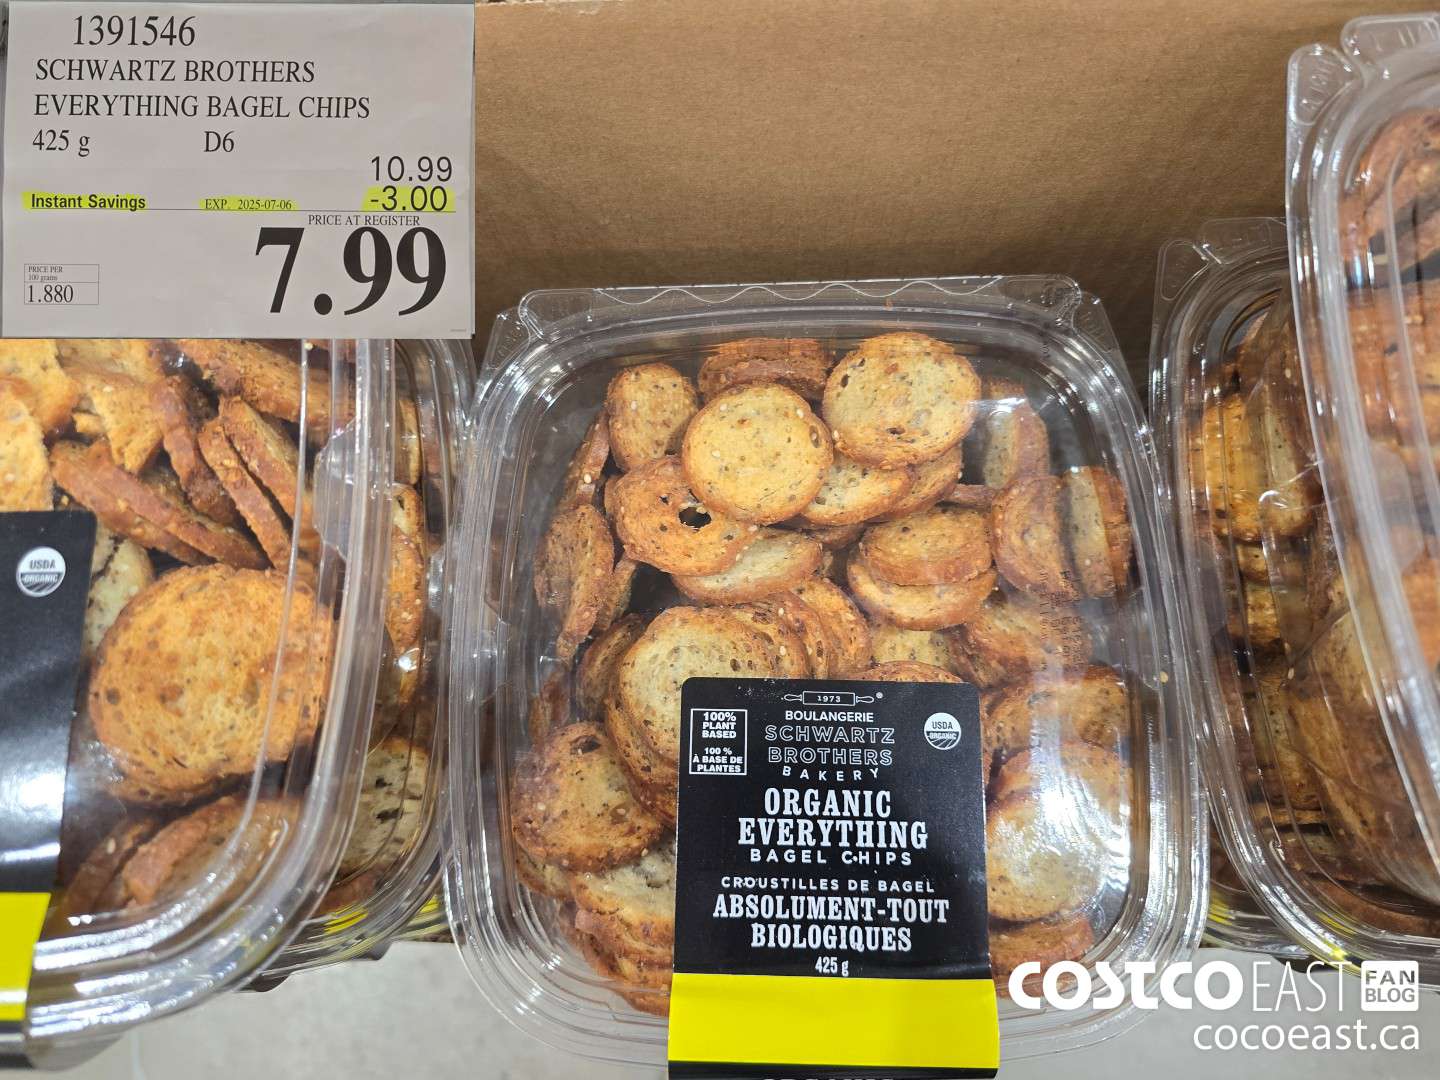 1391546
SCHWARTZ BROTHERS
EVERYTHING BAGEL CHIPS
425 g D6
10.99
Instant Savings EXP. 2025-07-06 -3.00
PRICE AT REGISTER
7.99
PRICE PER
100 grams
1.880
USDA
ORGANIC
1973
BOULANGERIE
SCHWARTZ
BROTHERS
BAKERY
100%
PLANT
BASED
100 %
À BASE DE
PLANTES
USDA
ORGANIC
ORGANIC
EVERYTHING
BAGEL CHIPS
CROUSTILLES DE BAGEL
ABSOLUMENT-TOUT
BIOLOGIQUES
425 g
COSTCO EAST FAN
BLOG
cocoeast.ca